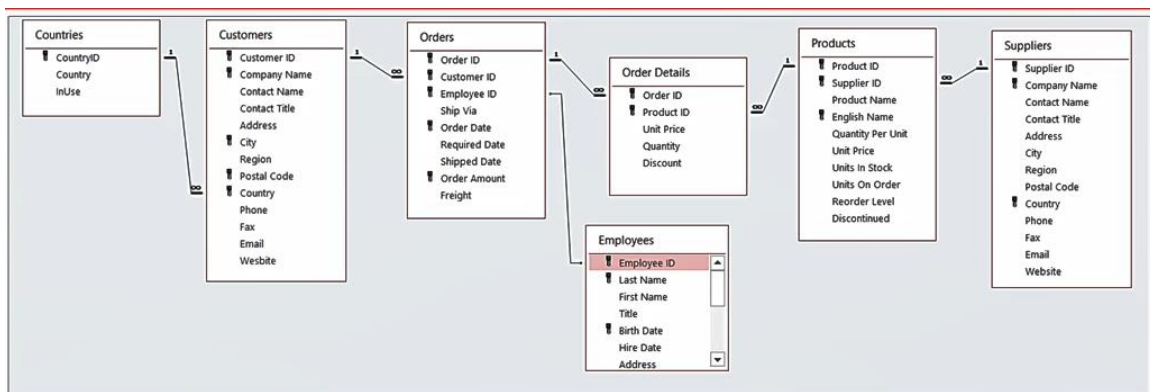 Countries
CountryID
Country
InUse
Customers
Customer ID
Company Name
Contact Name
Contact Title
Address
City
Region
Postal Code
Country
Phone
Fax
Email
Wesbite
Orders
Order ID
Customer ID
Employee ID
Ship Via
Order Date
Required Date
Shipped Date
Order Amount
Freight
Order Details
Order ID
Product ID
Unit Price
Quantity
Discount
Employees
Employee ID
Last Name
First Name
Title
Birth Date
Hire Date
Address
Products
Product ID
Supplier ID
Product Name
English Name
Quantity Per Unit
Unit Price
Units In Stock
Units On Order
Reorder Level
Discontinued
Suppliers
Supplier ID
Company Name
Contact Name
Contact Title
Address
City
Region
Postal Code
Country
Phone
Fax
Email
Website
1
∞
1
∞
1
∞
1
∞
1
∞